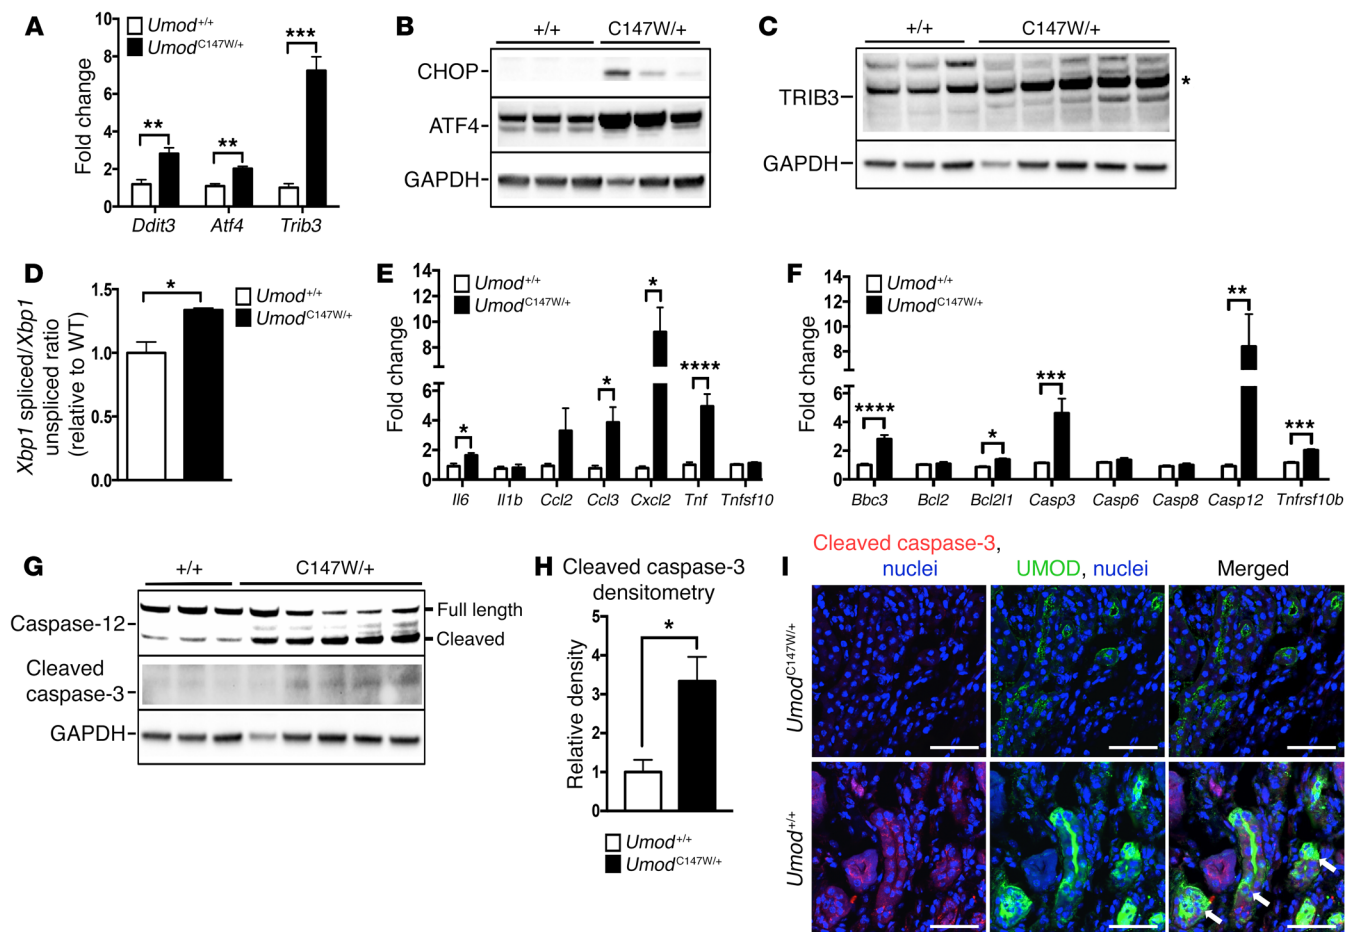 A
Umod+/+
UmodC147W/+
Fold change
10
8
6
4
2
0
**
**
***
Ddit3 Atf4 Trib3
B
+/+ C147W/+
CHOP
ATF4
GAPDH
C
+/+ C147W/+
TRIB3
*
GAPDH
D
Xbp1 spliced/Xbp1
unspliced ratio
(relative to WT)
1.5
1.0
0.5
0.0
*
Umod+/+
UmodC147W/+
E
Umod+/+
UmodC147W/+
Fold change
14
12
10
8
6
4
2
0
*
*
*
****
Il6 Il1b Ccl2 Ccl3 Cxcl2 Tnf Tnfsf10
F
Umod+/+
UmodC147W/+
Fold change
14
12
10
8
6
4
2
0
****
*
***
**
***
Bbc3 Bcl2 Bcl2l1 Casp3 Casp6 Casp8 Casp12 Tnfrsf10b
G
+/+ C147W/+
Caspase-12
Full length
Cleaved
Cleaved
caspase-3
GAPDH
H
Cleaved caspase-3
densitometry
Relative density
5
4
3
2
1
0
*
Umod+/+
UmodC147W/+
I
Cleaved caspase-3,
nuclei
UMOD, nuclei
Merged
UmodC147W/+
Umod+/+